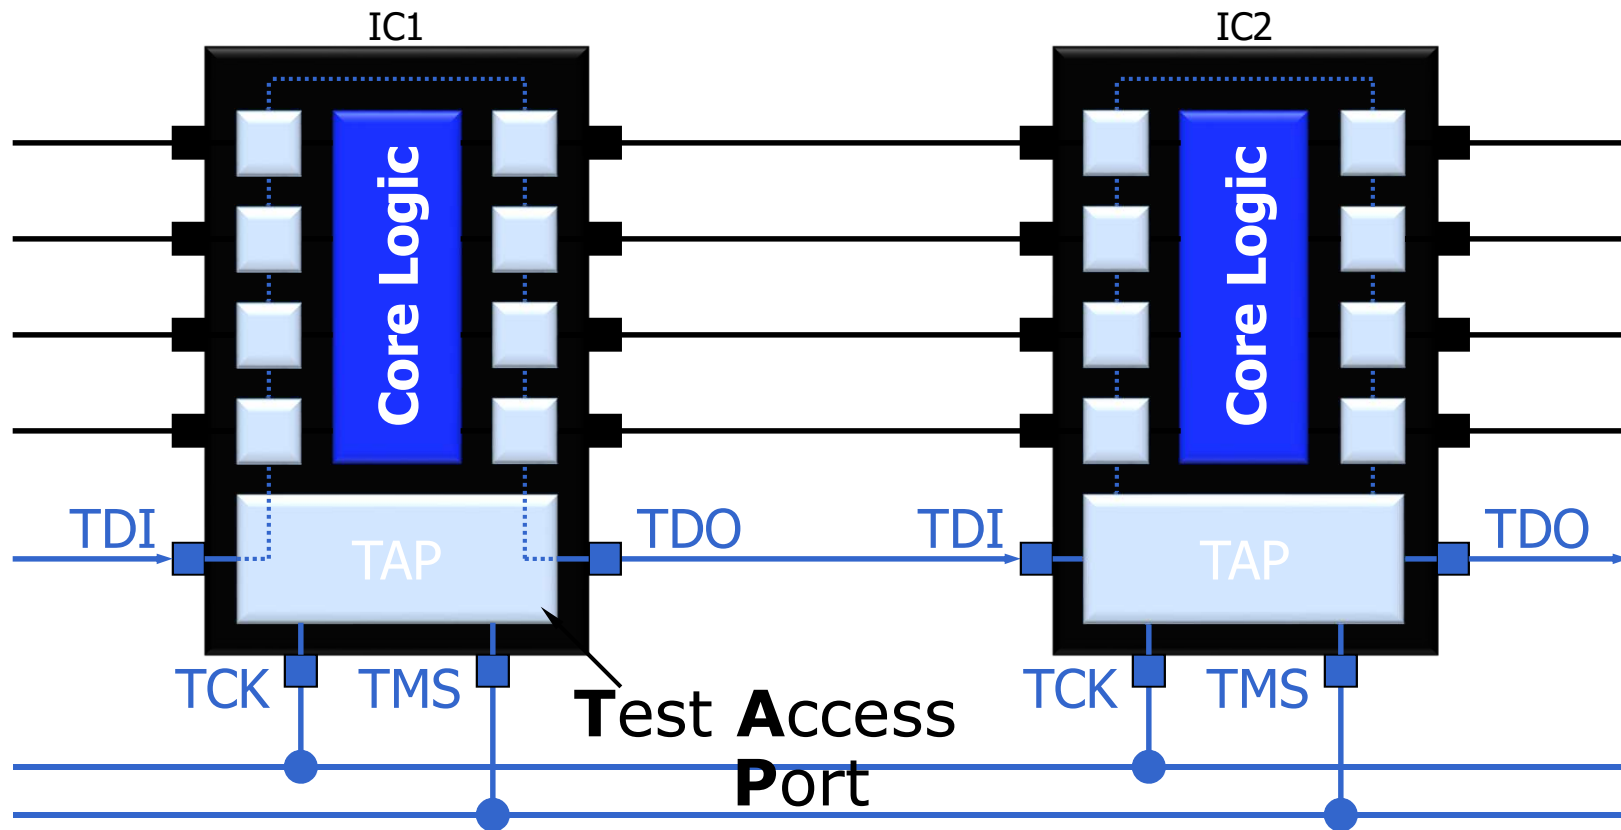 IC1
IC2
Core Logic
Core Logic
TDI
TAP
TDO
TDI
TAP
TDO
TCK
TMS
Test Access
Port
TCK
TMS